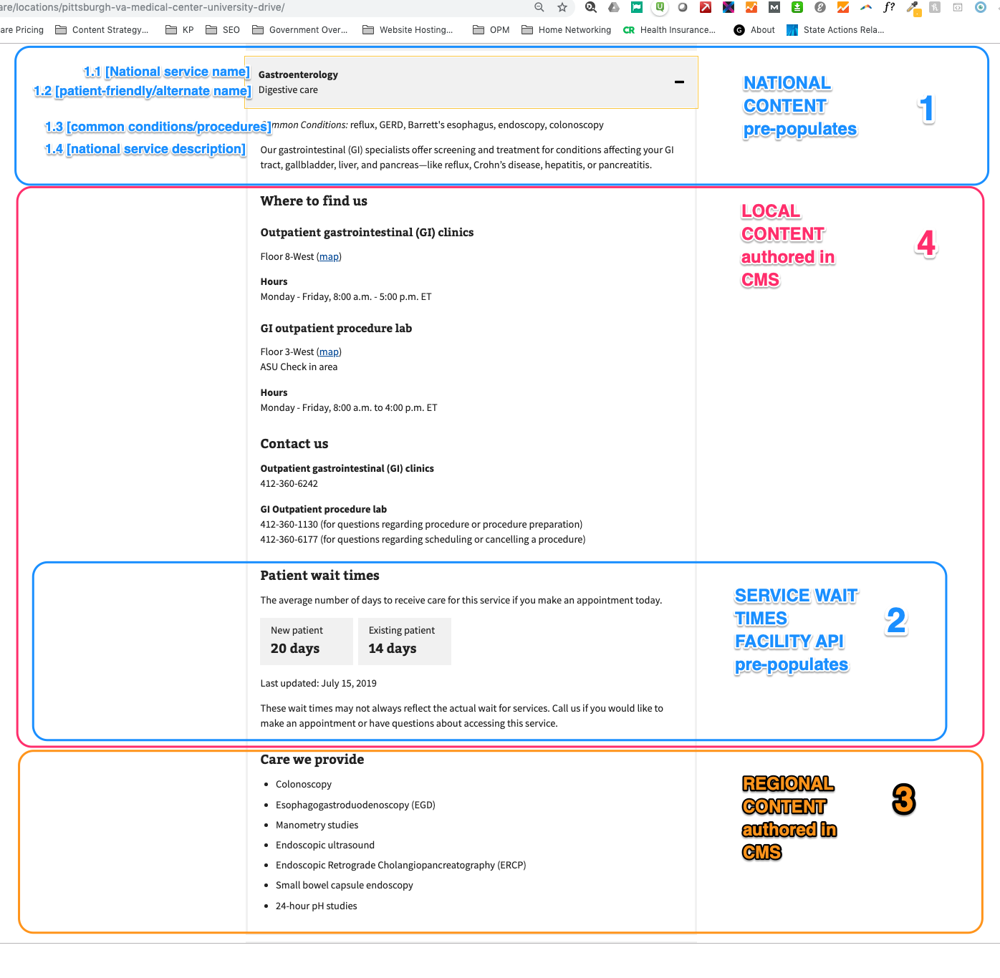 are/locations/pittsburgh-va-medical-center-university-drive/
are Pricing Content Strategy... KP SEO Government Over... Website Hosting... OPM Home Networking CR Health Insurance... G About State Actions Rela...
1.1 [National service name]
Gastroenterology
1.2 [patient-friendly/alternate name]
Digestive care
NATIONAL
CONTENT
pre-populates
1
1.3 [common conditions/procedures]
mmon Conditions: reflux, GERD, Barrett's esophagus, endoscopy, colonoscopy
1.4 [national service description]
Our gastrointestinal (GI) specialists offer screening and treatment for conditions affecting your GI
tract, gallbladder, liver, and pancreas—like reflux, Crohn’s disease, hepatitis, or pancreatitis.
Where to find us
LOCAL
CONTENT
authored in
CMS
4
Outpatient gastrointestinal (GI) clinics
Floor 8-West (map)
Hours
Monday - Friday, 8:00 a.m. - 5:00 p.m. ET
GI outpatient procedure lab
Floor 3-West (map)
ASU Check in area
Hours
Monday - Friday, 8:00 a.m. to 4:00 p.m. ET
Contact us
Outpatient gastrointestinal (GI) clinics
412-360-6242
GI Outpatient procedure lab
412-360-1130 (for questions regarding procedure or procedure preparation)
412-360-6177 (for questions regarding scheduling or cancelling a procedure)
Patient wait times
The average number of days to receive care for this service if you make an appointment today.
SERVICE WAIT
TIMES
FACILITY API
pre-populates
2
New patient
20 days
Existing patient
14 days
Last updated: July 15, 2019
These wait times may not always reflect the actual wait for services. Call us if you would like to
make an appointment or have questions about accessing this service.
Care we provide
REGIONAL
CONTENT
authored in
CMS
3
Colonoscopy
Esophagogastroduodenoscopy (EGD)
Manometry studies
Endoscopic ultrasound
Endoscopic Retrograde Cholangiopancreatography (ERCP)
Small bowel capsule endoscopy
24-hour pH studies